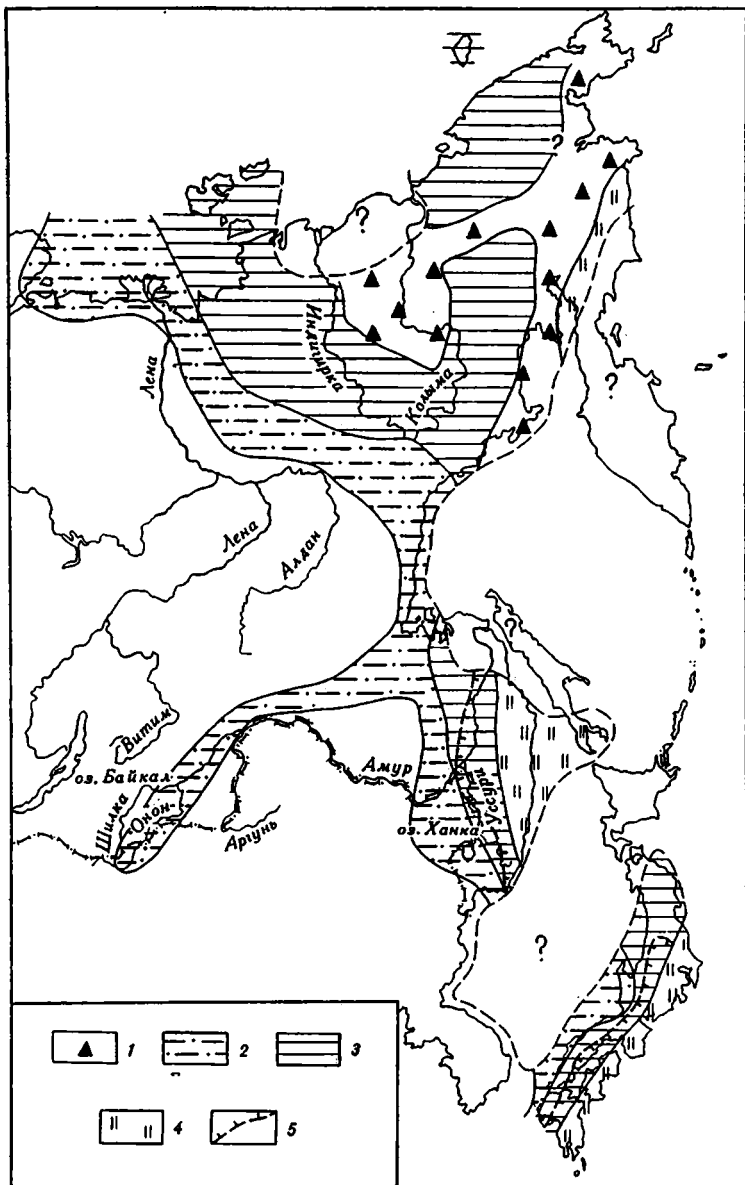 ?
?
?
?
Индигирка
Колыма
Лена
Лена
Алдан
Витим
оз. Байкал
Шилка
Онон
Аргунь
Амур
оз. Ханка
Уссури
?
?
1
2
3
4
5